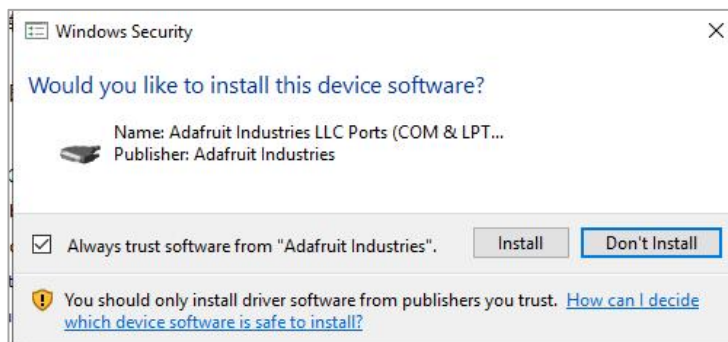 Windows Security
Would you like to install this device software?
Name: Adafruit Industries LLC Ports (COM & LPT...
Publisher: Adafruit Industries
Always trust software from "Adafruit Industries".
Install
Don't Install
You should only install driver software from publishers you trust. How can I decide
which device software is safe to install?